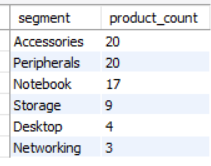 segment product_count
Accessories 20
Peripherals 20
Notebook 17
Storage 9
Desktop 4
Networking 3